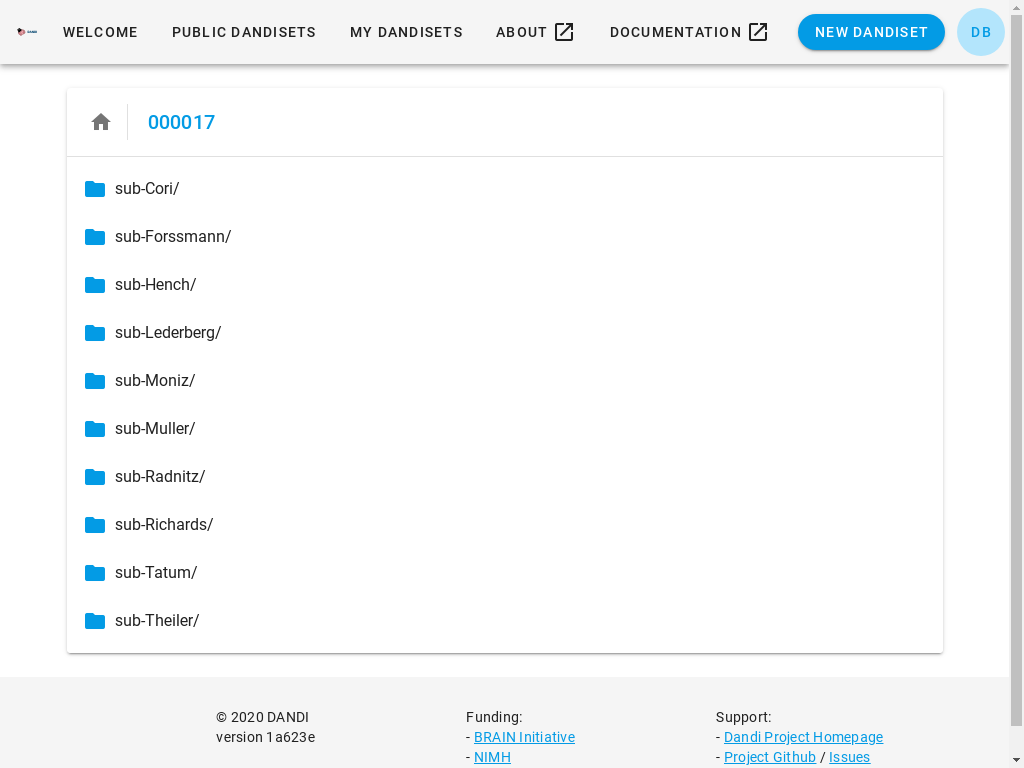 WELCOME PUBLIC DANDISETS MY DANDISETS ABOUT DOCUMENTATION NEW DANDISET DB
000017
sub-Cori/
sub-Forssmann/
sub-Hench/
sub-Lederberg/
sub-Moniz/
sub-Muller/
sub-Radnitz/
sub-Richards/
sub-Tatum/
sub-Theiler/
© 2020 DANDI
version 1a623e
Funding:
- BRAIN Initiative
- NIMH
Support:
- Dandi Project Homepage
- Project Github / Issues